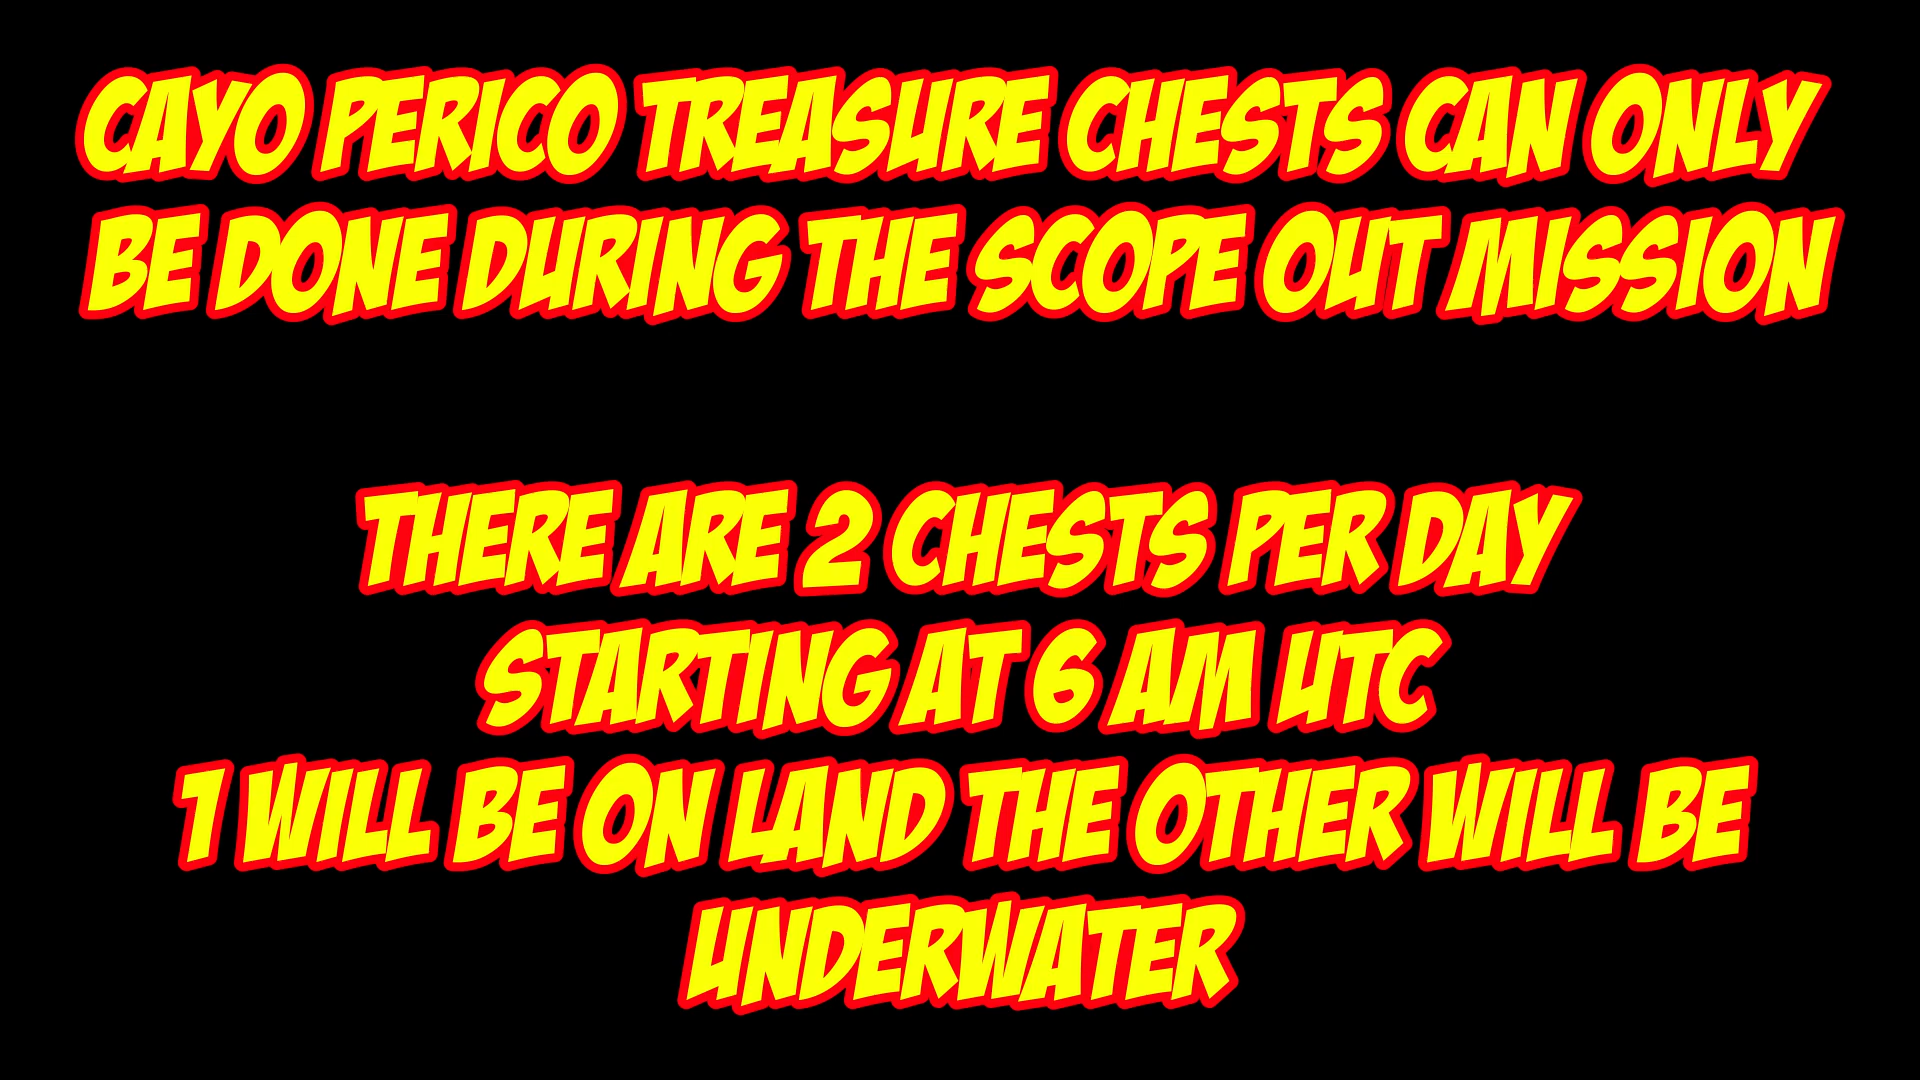 CAYO PERICO TREASURE CHESTS CAN ONLY
BE DONE DURING THE SCOPE OUT MISSION
THERE ARE 2 CHESTS PER DAY
STARTING AT 6 AM UTC
1 WILL BE ON LAND THE OTHER WILL BE
UNDERWATER